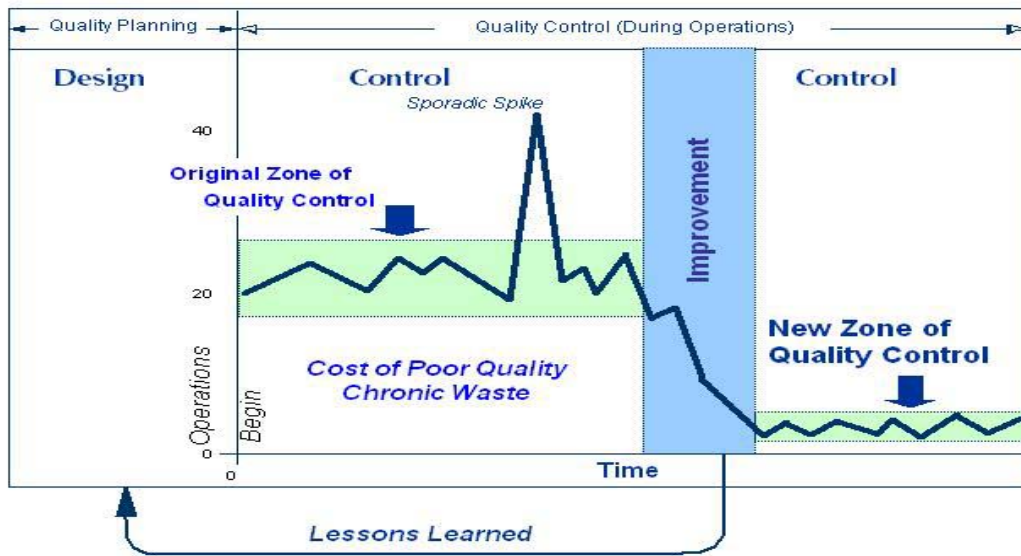 Quality Planning
Quality Control (During Operations)
Design
Control
Control
Sporadic Spike
40
Original Zone of
Quality Control
Improvement
20
New Zone of
Quality Control
Cost of Poor Quality
Chronic Waste
Operations
Begin
0
0
Time
Lessons Learned